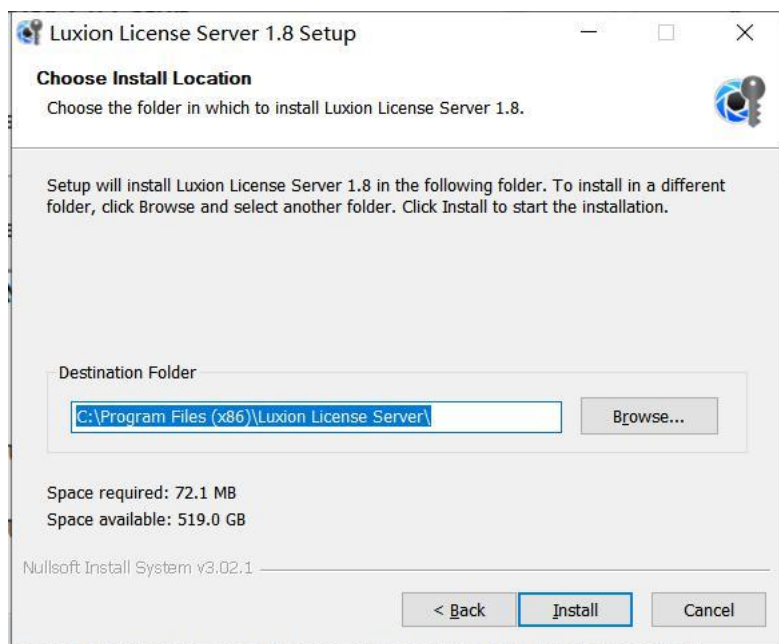 Luxion License Server 1.8 Setup
Choose Install Location
Choose the folder in which to install Luxion License Server 1.8.
Setup will install Luxion License Server 1.8 in the following folder. To install in a different
folder, click Browse and select another folder. Click Install to start the installation.
Destination Folder
C:\Program Files (x86)\Luxion License Server\
Browse...
Space required: 72.1 MB
Space available: 519.0 GB
Nullsoft Install System v3.02.1
< Back Install Cancel